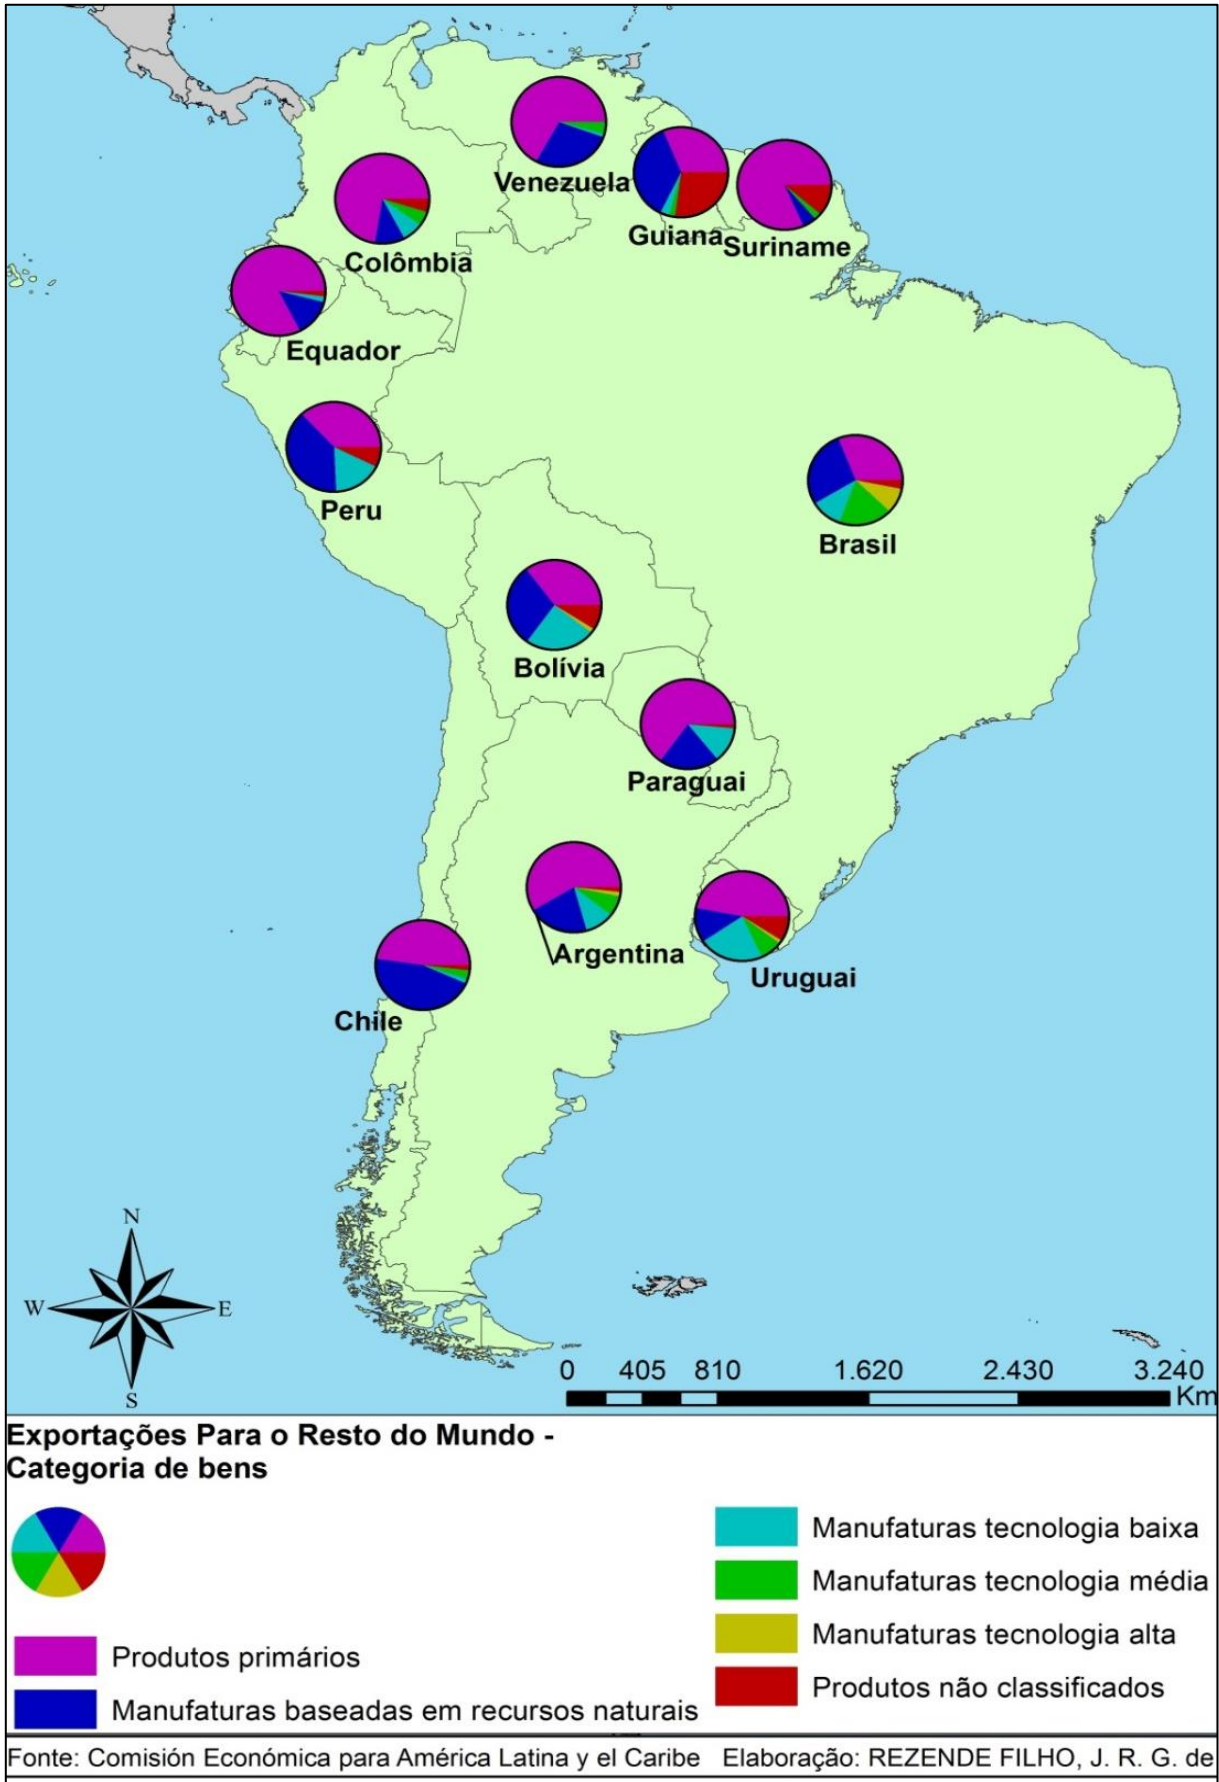 Venezuela
Guiana
Suriname
Colômbia
Equador
Peru
Brasil
Bolívia
Paraguai
Argentina
Uruguai
Chile
N
W
E
S
0 405 810 1.620 2.430 3.240
Km
Exportações Para o Resto do Mundo -
Categoria de bens
Produtos primários
Manufaturas baseadas em recursos naturais
Manufaturas tecnologia baixa
Manufaturas tecnologia média
Manufaturas tecnologia alta
Produtos não classificados
Fonte: Comisión Económica para América Latina y el Caribe Elaboração: REZENDE FILHO, J. R. G. de